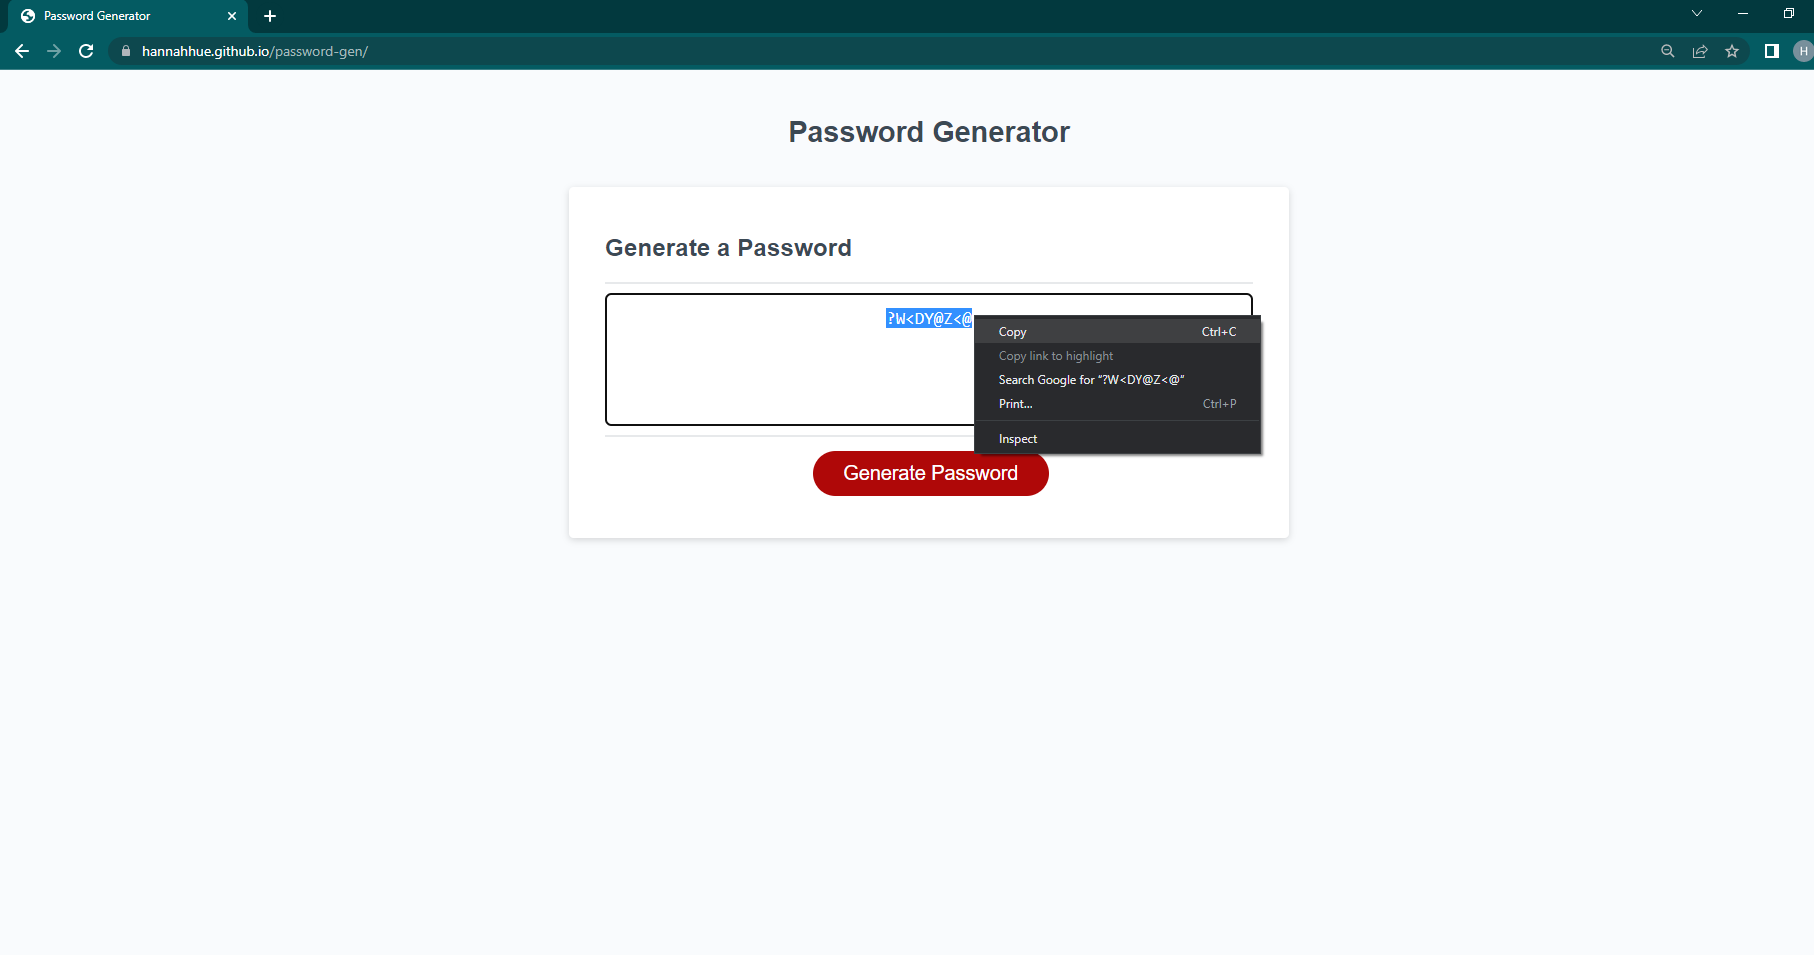 Password Generator
hannahhue.github.io/password-gen/
H
Password Generator
Generate a Password
?W<DY@Z<@
Copy Ctrl+C
Copy link to highlight
Search Google for “?W<DY@Z<@”
Print... Ctrl+P
Inspect
Generate Password